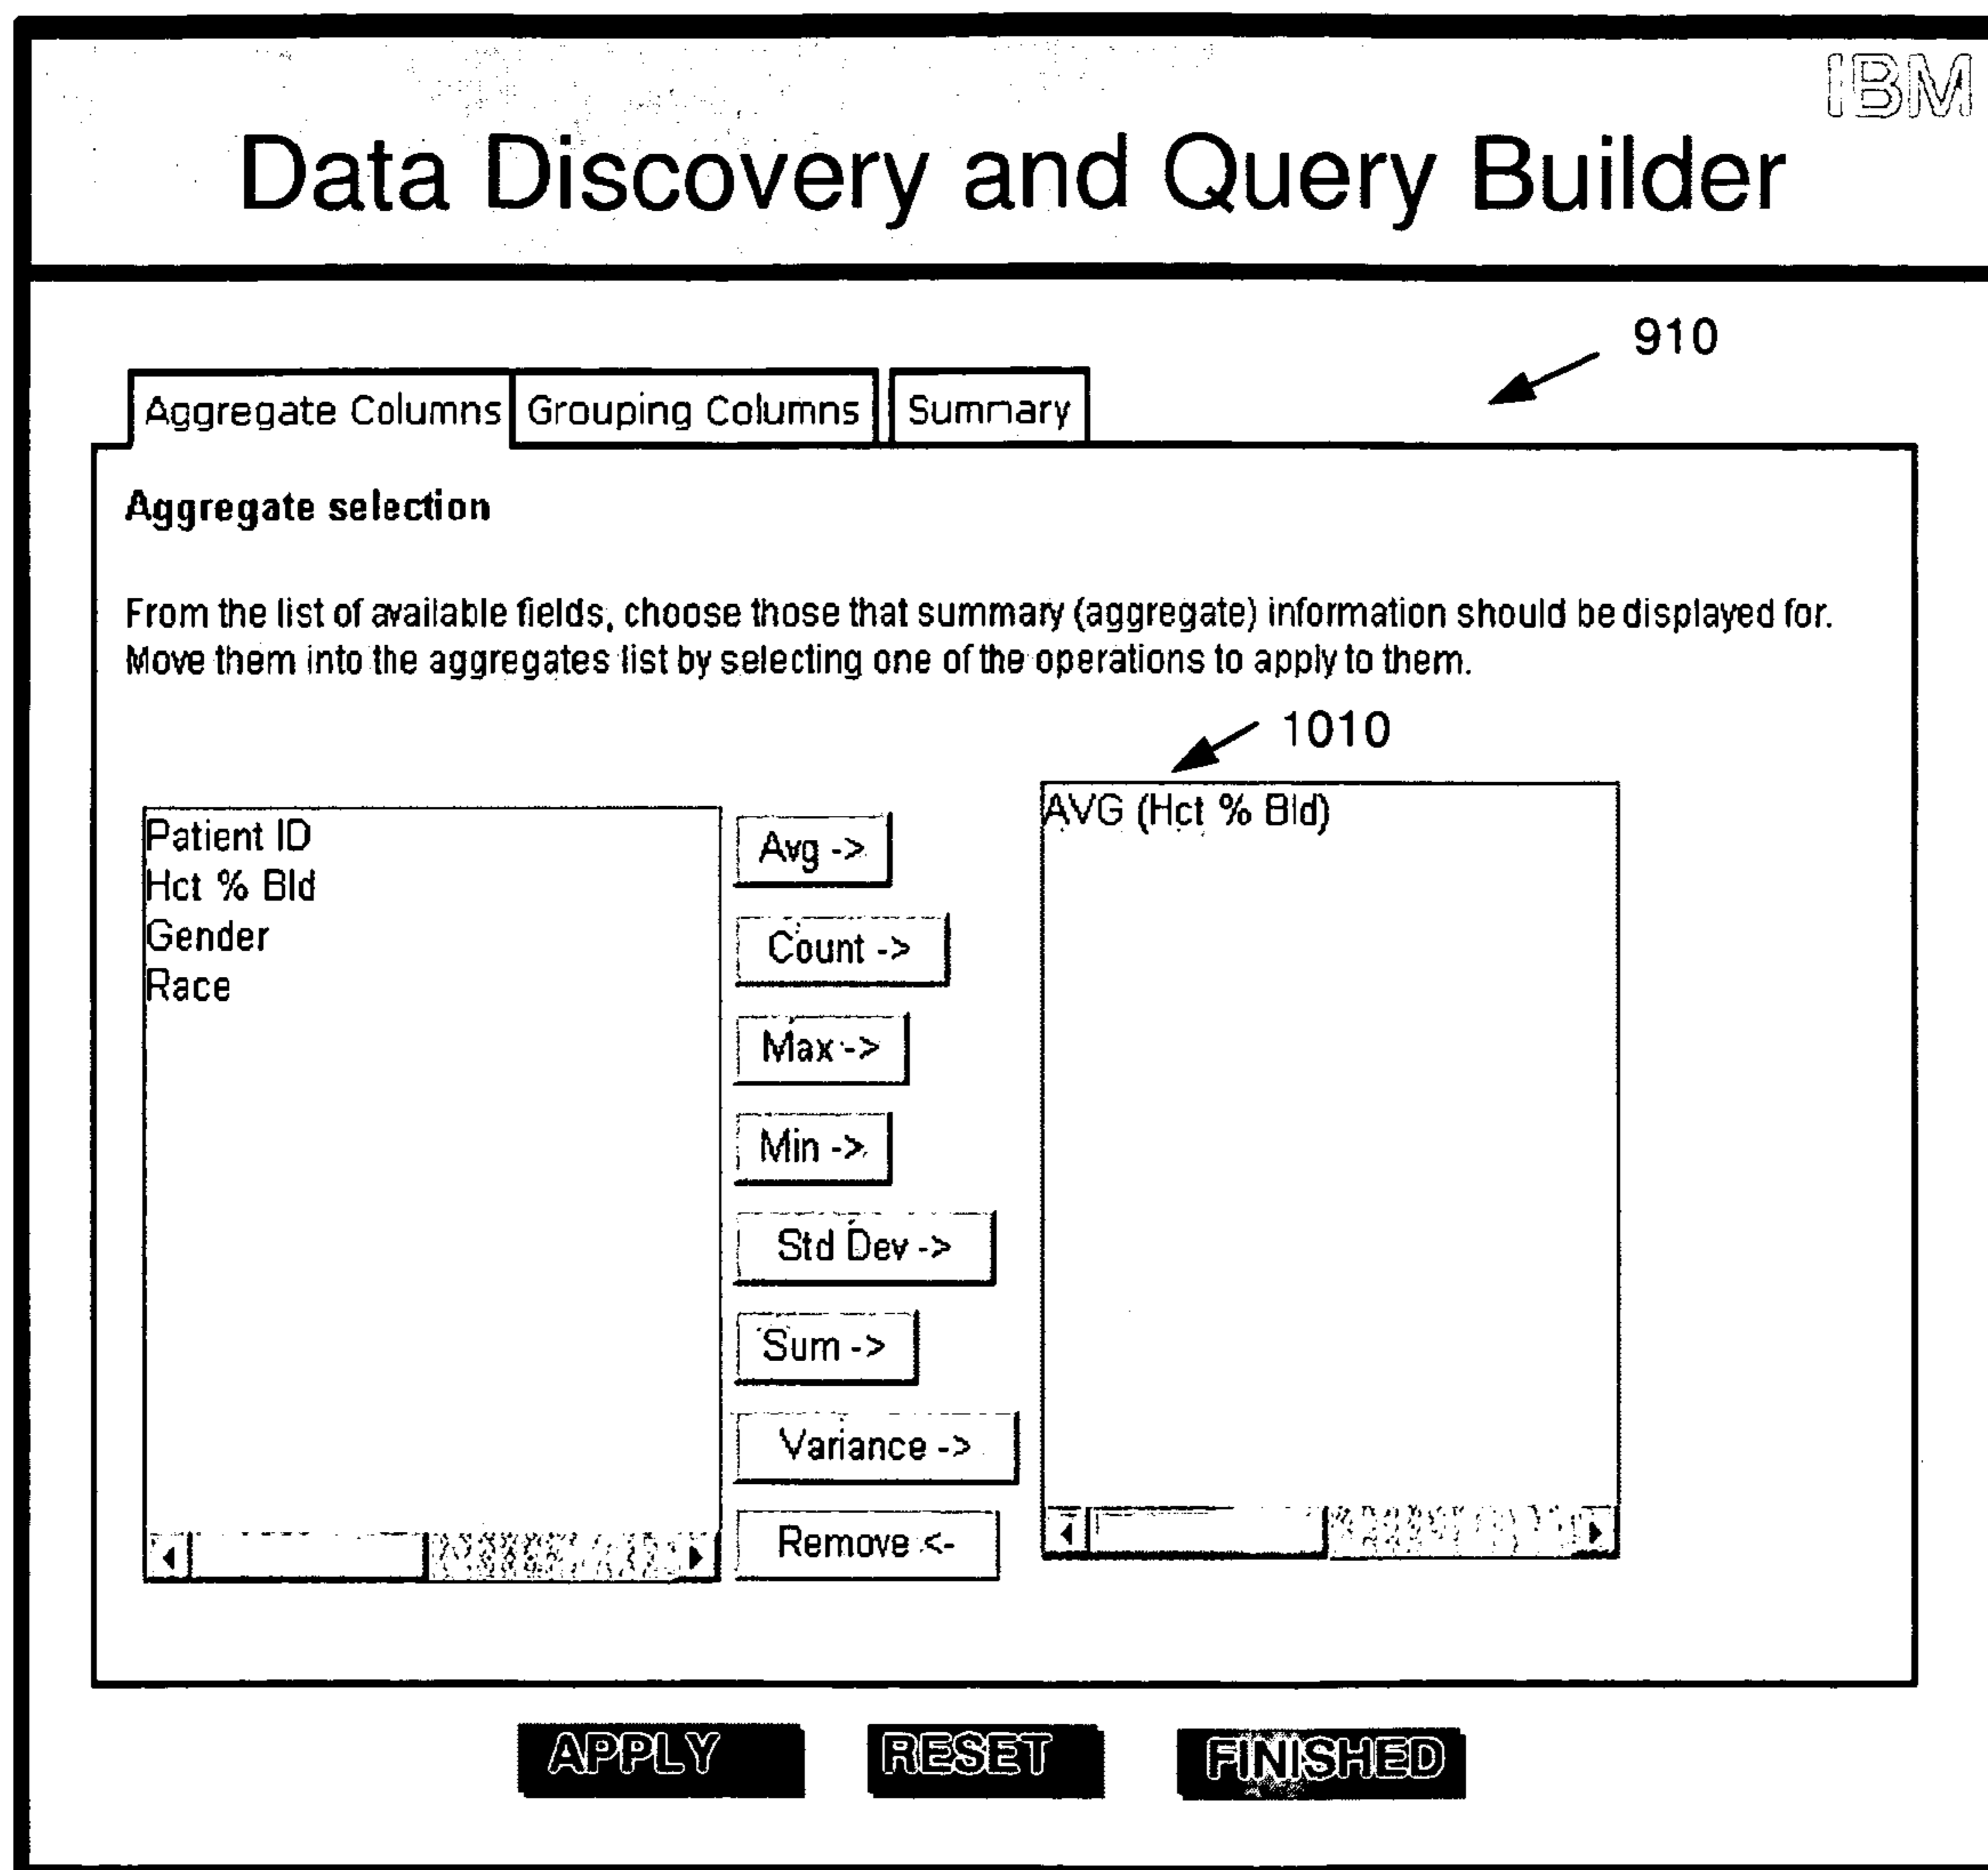 IBM
Data Discovery and Query Builder
910
Aggregate Columns Grouping Columns Summary
Aggregate selection
From the list of available fields, choose those that summary (aggregate) information should be displayed for.
Move them into the aggregates list by selecting one of the operations to apply to them.
1010
Patient ID
Hct % Bld
Gender
Race
Avg ->
Count ->
Max ->
Min ->
Std Dev ->
Sum ->
Variance ->
Remove <-
AVG (Hct % Bld)
APPLY RESET FINISHED